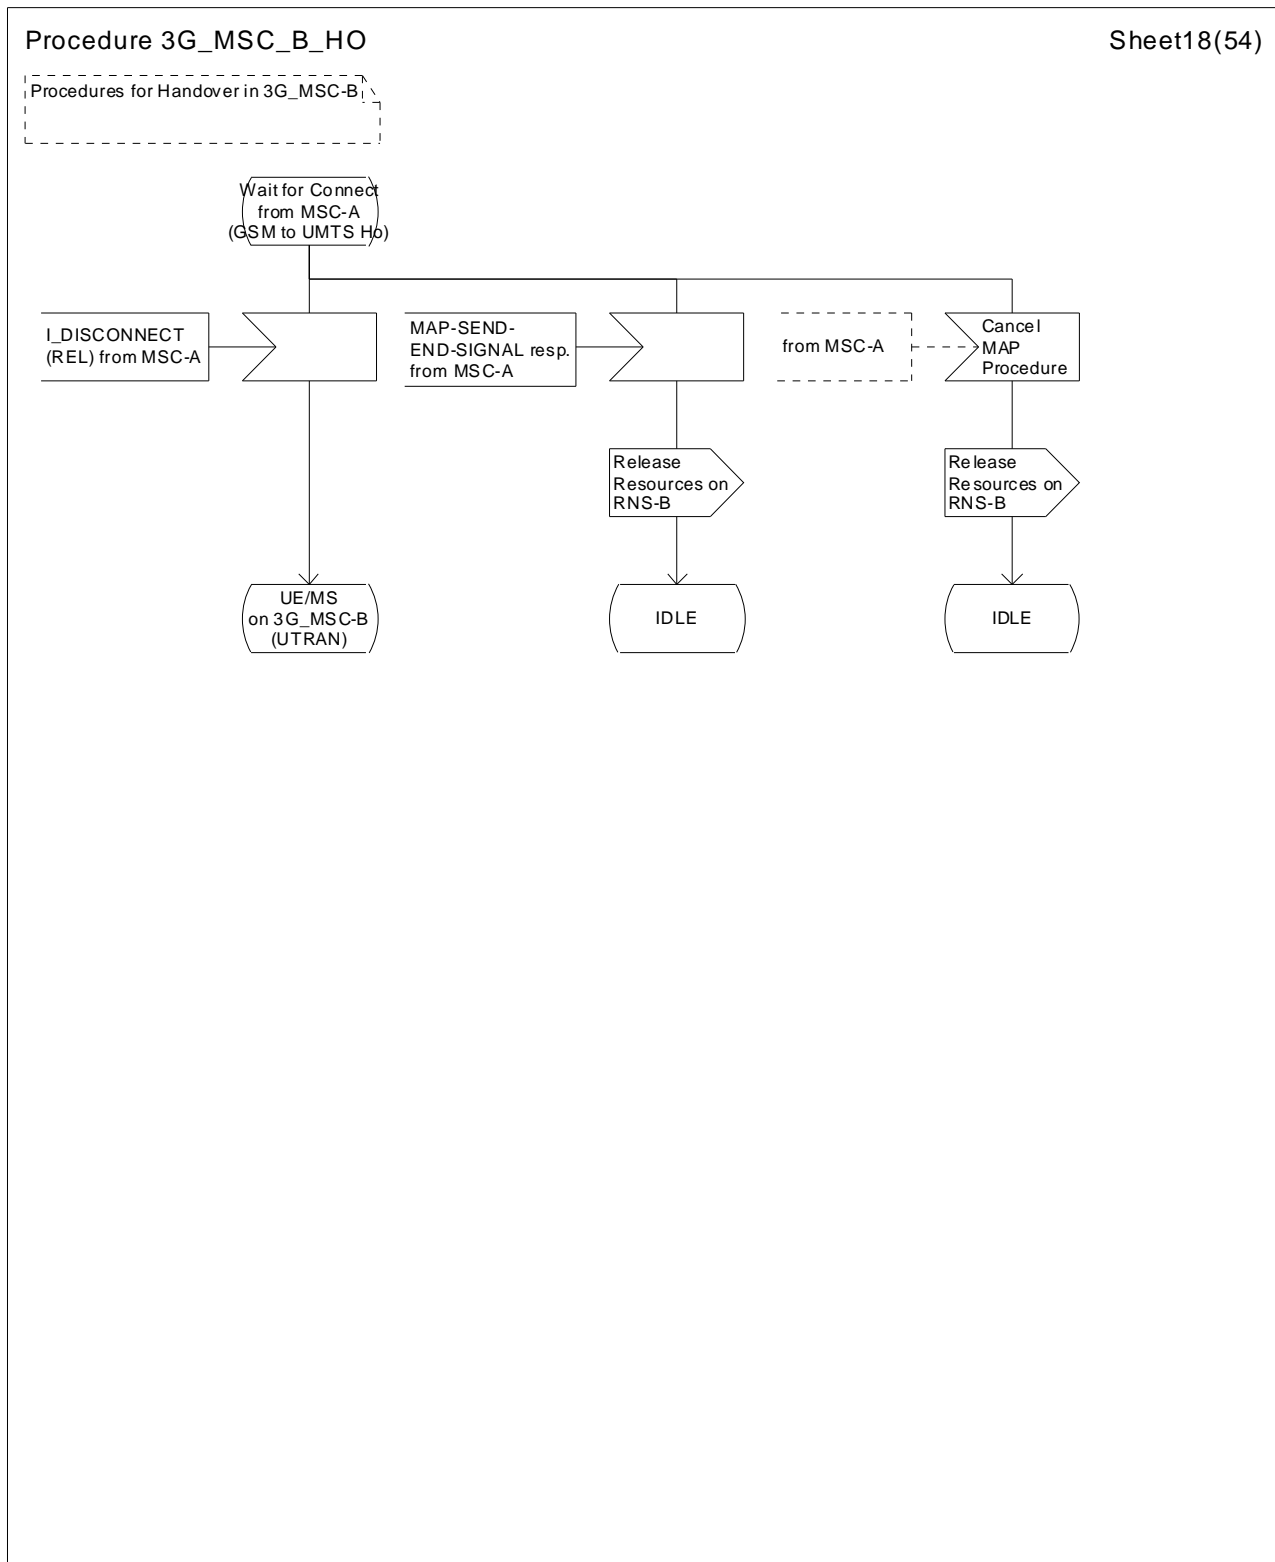 Procedure 3G_MSC_B_HO
Sheet18(54)
Procedures for Handover in 3G_MSC-B
Wait for Connect
from MSC-A
(GSM to UMTS Ho)
I_DISCONNECT
(REL) from MSC-A
MAP-SEND-
END-SIGNAL resp.
from MSC-A
from MSC-A
Cancel
MAP
Procedure
Release
Resources on
RNS-B
Release
Resources on
RNS-B
UE/MS
on 3G_MSC-B
(UTRAN)
IDLE
IDLE